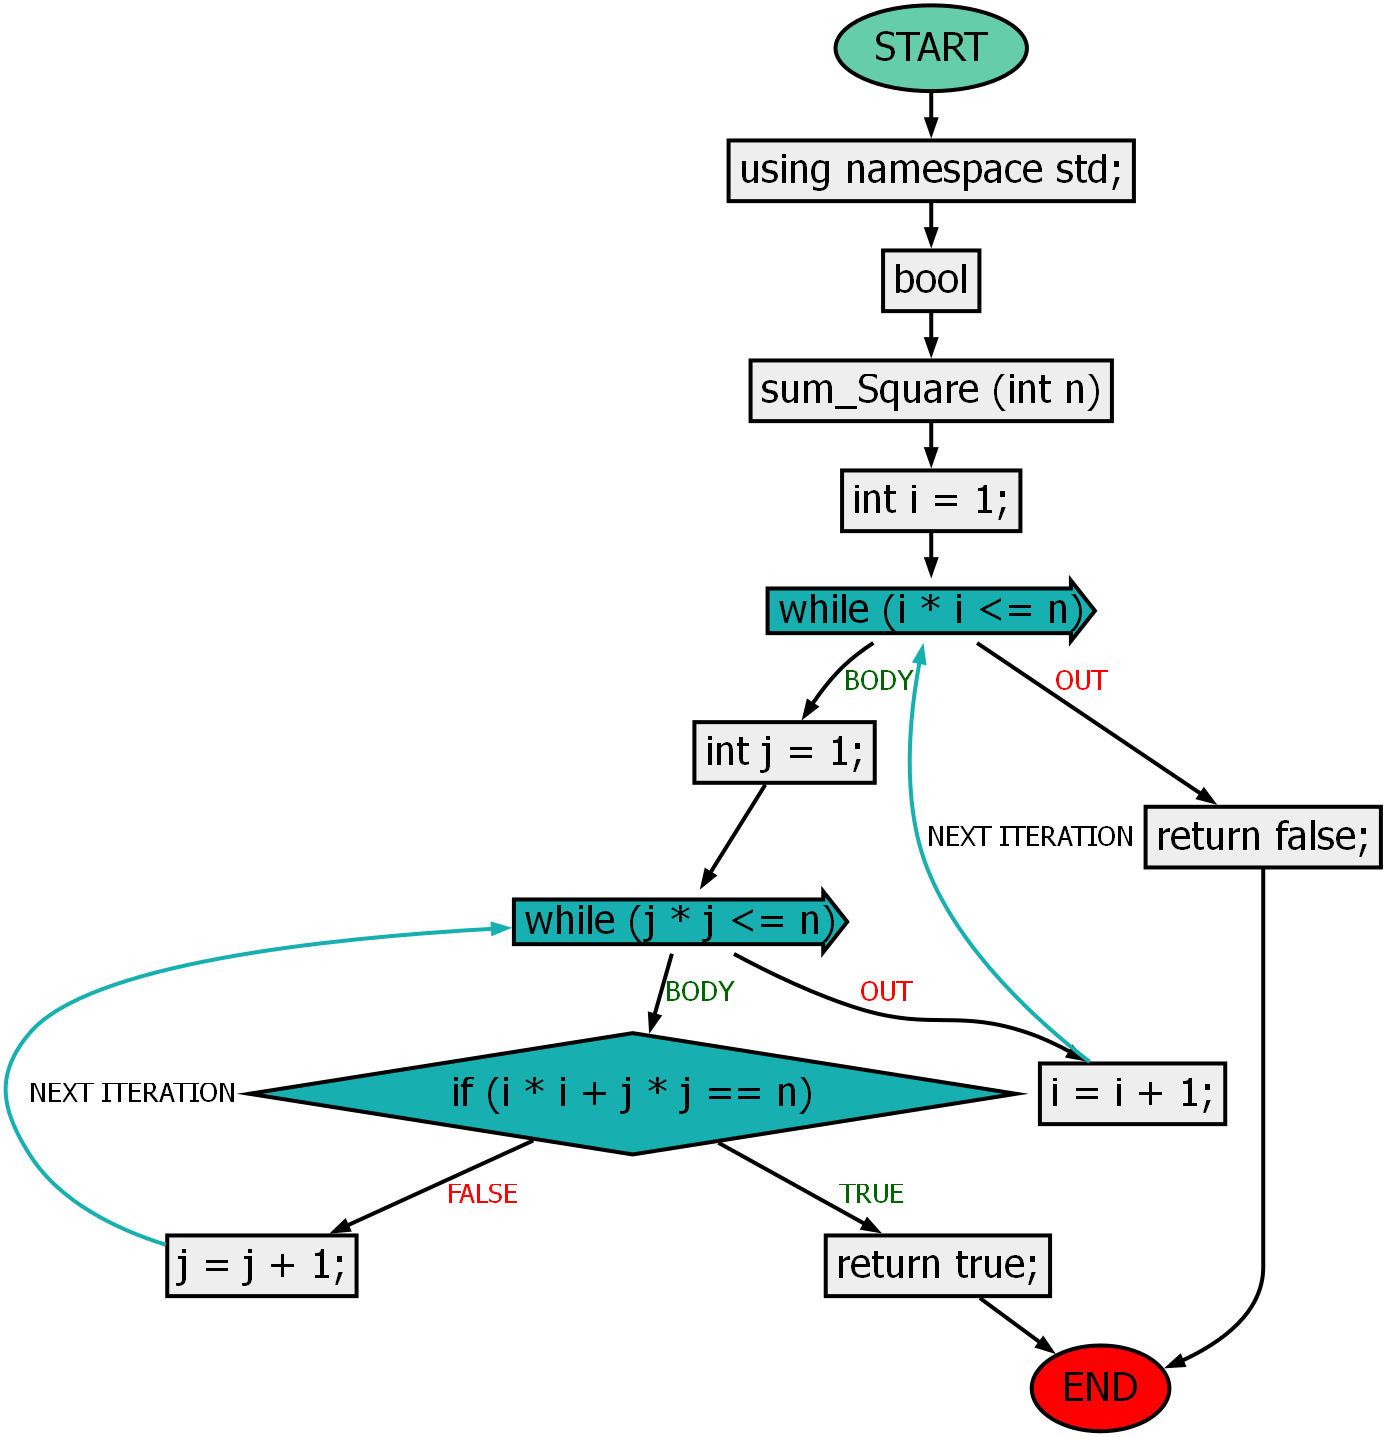 START
using namespace std;
bool
sum_Square (int n)
int i = 1;
while (i * i <= n)
BODY
OUT
int j = 1;
NEXT ITERATION
return false;
while (j * j <= n)
BODY
OUT
NEXT ITERATION
if (i * i + j * j == n)
i = i + 1;
FALSE
TRUE
j = j + 1;
return true;
END